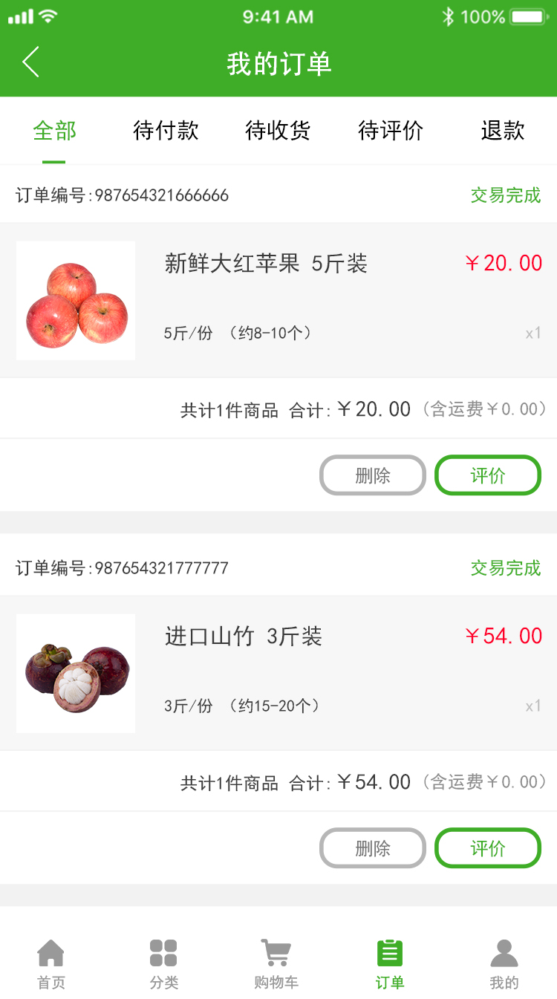 9:41 AM 100%
我的订单
全部 待付款 待收货 待评价 退款
订单编号:987654321666666 交易完成
新鲜大红苹果 5斤装 ￥20.00
5斤/份 （约8-10个） x1
共计1件商品 合计:￥20.00（含运费￥0.00）
删除 评价
订单编号:987654321777777 交易完成
进口山竹 3斤装 ￥54.00
3斤/份 （约15-20个） x1
共计1件商品 合计:￥54.00（含运费￥0.00）
删除 评价
首页 分类 购物车 订单 我的